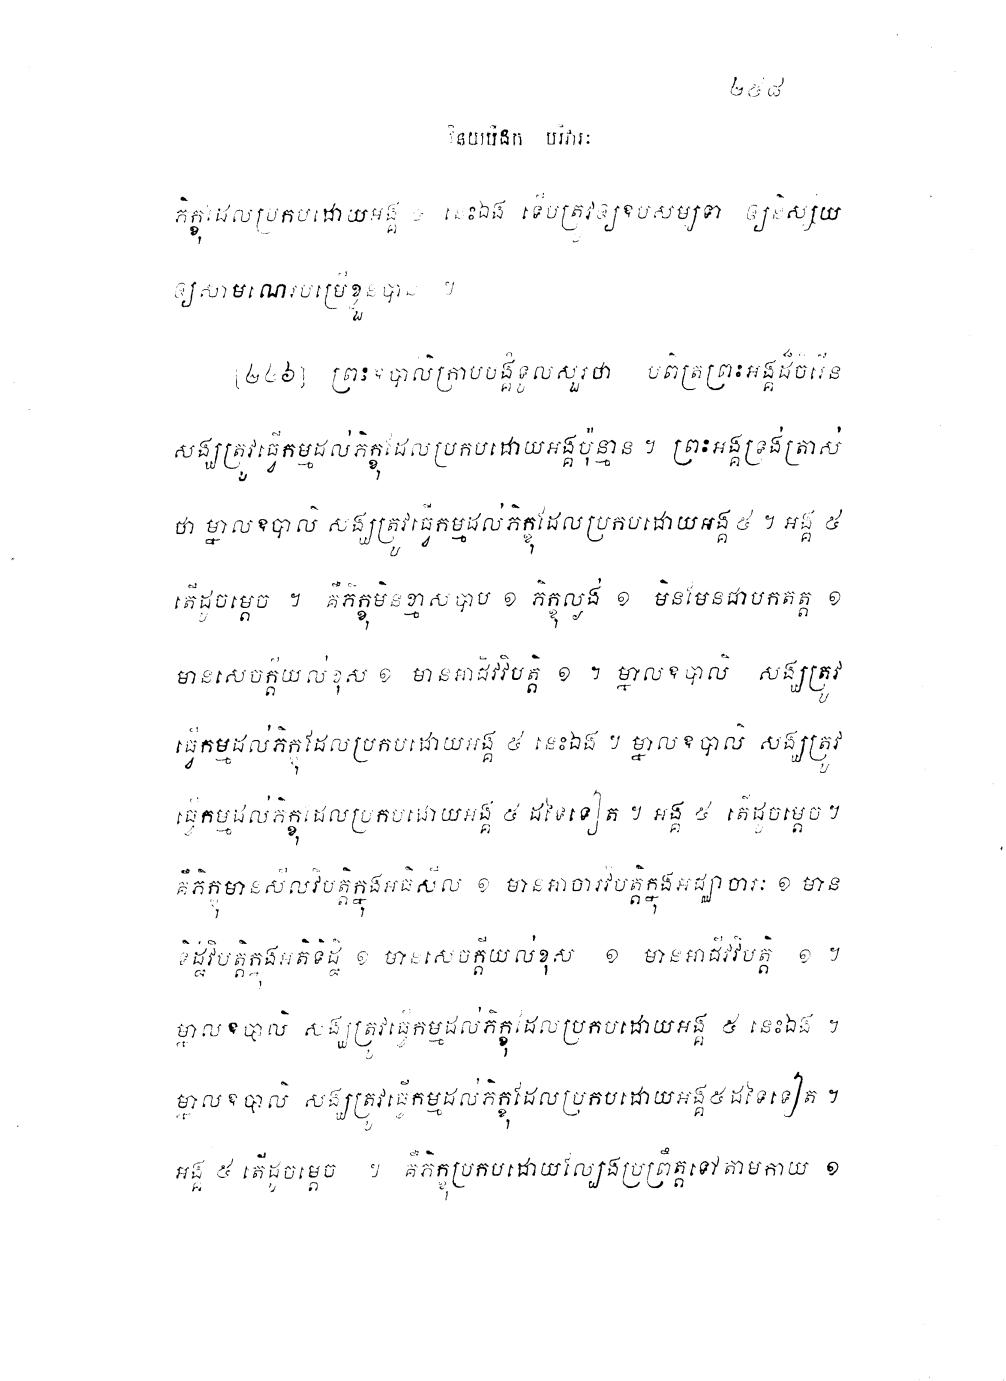 ២៥៨
វិនយបិដក បរិវារៈ
ភិក្ខុដែលប្រកបដោយអង្គ ៥ នេះឯង ទើបត្រូវឲ្យឧបសម្បទា ឲ្យនិស្ស័យ
ឲ្យសាមណេរបម្រើខ្លួនបាន ។
[៤៤៦] ព្រះឧបាលិក្រាបបង្គំទូលសួរថា បពិត្រព្រះអង្គដ៏ចំរើន
សង្ឃត្រូវធ្វើកម្មដល់ភិក្ខុដែលប្រកបដោយអង្គប៉ុន្មាន ។ ព្រះអង្គទ្រង់ត្រាស់
ថា ម្នាលឧបាលិ សង្ឃត្រូវធ្វើកម្មដល់ភិក្ខុដែលប្រកបដោយអង្គ ៥ ។ អង្គ ៥
តើដូចម្តេច ។ គឺភិក្ខុមិនខ្មាសបាប ១ ភិក្ខុល្ងង់ ១ មិនមែនជាបកតត្ត ១
មានសេចក្តីយល់ខុស ១ មានអាជីវវិបត្តិ ១ ។ ម្នាលឧបាលិ សង្ឃត្រូវ
ធ្វើកម្មដល់ភិក្ខុដែលប្រកបដោយអង្គ ៥ នេះឯង ។ ម្នាលឧបាលិ សង្ឃត្រូវ
ធ្វើកម្មដល់ភិក្ខុដែលប្រកបដោយអង្គ ៥ ដទៃទៀត ។ អង្គ ៥ តើដូចម្តេច ។
គឺភិក្ខុមានសីលវិបត្តិក្នុងអធិសីល ១ មានអាចារវិបត្តិក្នុងអជ្ឈាចារៈ ១ មាន
ទិដ្ឋិវិបត្តិក្នុងអតិទិដ្ឋិ ១ មានសេចក្តីយល់ខុស ១ មានអាជីវវិបត្តិ ១ ។
ម្នាលឧបាលិ សង្ឃត្រូវធ្វើកម្មដល់ភិក្ខុដែលប្រកបដោយអង្គ ៥ នេះឯង ។
ម្នាលឧបាលិ សង្ឃត្រូវធ្វើកម្មដល់ភិក្ខុដែលប្រកបដោយអង្គ៥ដទៃទៀត ។
អង្គ ៥ តើដូចម្តេច ។ គឺភិក្ខុប្រកបដោយល្បែងប្រព្រឹត្តទៅតាមកាយ ១